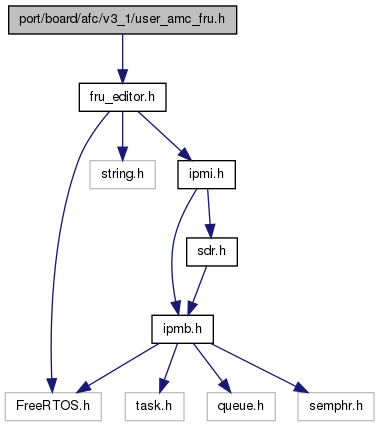 port/board/afc/v3_1/user_amc_fru.h
fru_editor.h
string.h
ipmi.h
sdr.h
ipmb.h
FreeRTOS.h
task.h
queue.h
semphr.h